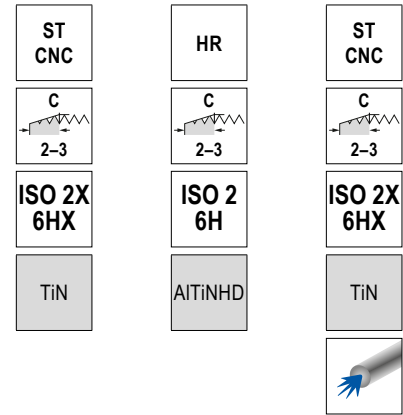 ST
CNC
HR
ST
CNC
C
2–3
C
2–3
C
2–3
ISO 2X
6HX
ISO 2
6H
ISO 2X
6HX
TiN
AlTiNHD
TiN